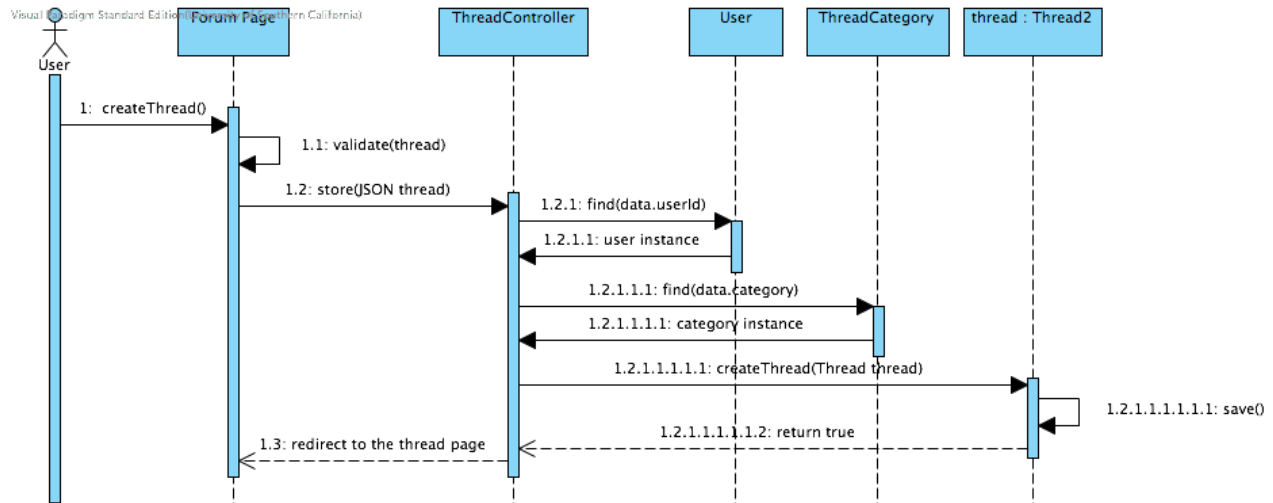 Visual Paradigm Standard Edition(University of Southern California)
Forum Page
ThreadController
User
ThreadCategory
thread : Thread2
User
1: createThread()
1.1: validate(thread)
1.2: store(JSON thread)
1.2.1: find(data.userId)
1.2.1.1: user instance
1.2.1.1.1: find(data.category)
1.2.1.1.1.1: category instance
1.2.1.1.1.1.1: createThread(Thread thread)
1.2.1.1.1.1.1.1: save()
1.2.1.1.1.1.1.2: return true
1.3: redirect to the thread page